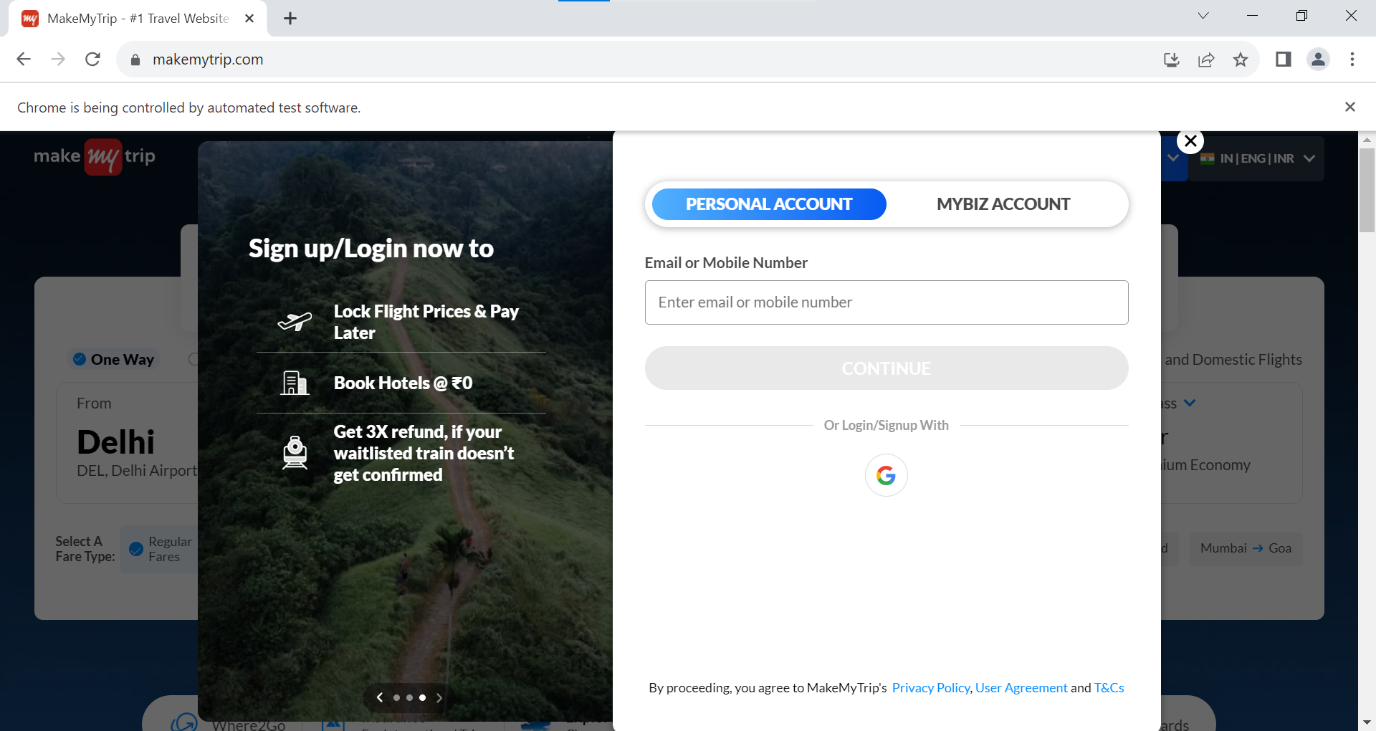 MakeMyTrip - #1 Travel Website
makemytrip.com
Chrome is being controlled by automated test software.
make my trip
IN | ENG | INR
PERSONAL ACCOUNT
MYBIZ ACCOUNT
Sign up/Login now to
Lock Flight Prices & Pay
Later
Book Hotels @ ₹0
Get 3X refund, if your
waitlisted train doesn't
get confirmed
Email or Mobile Number
Enter email or mobile number
CONTINUE
Or Login/Signup With
G
By proceeding, you agree to MakeMyTrip's Privacy Policy, User Agreement and T&Cs
One Way
From
Delhi
DEL, Delhi Airport
Select A
Fare Type:
Regular
Fares
and Domestic Flights
Economy
Mumbai → Goa
Where2Go